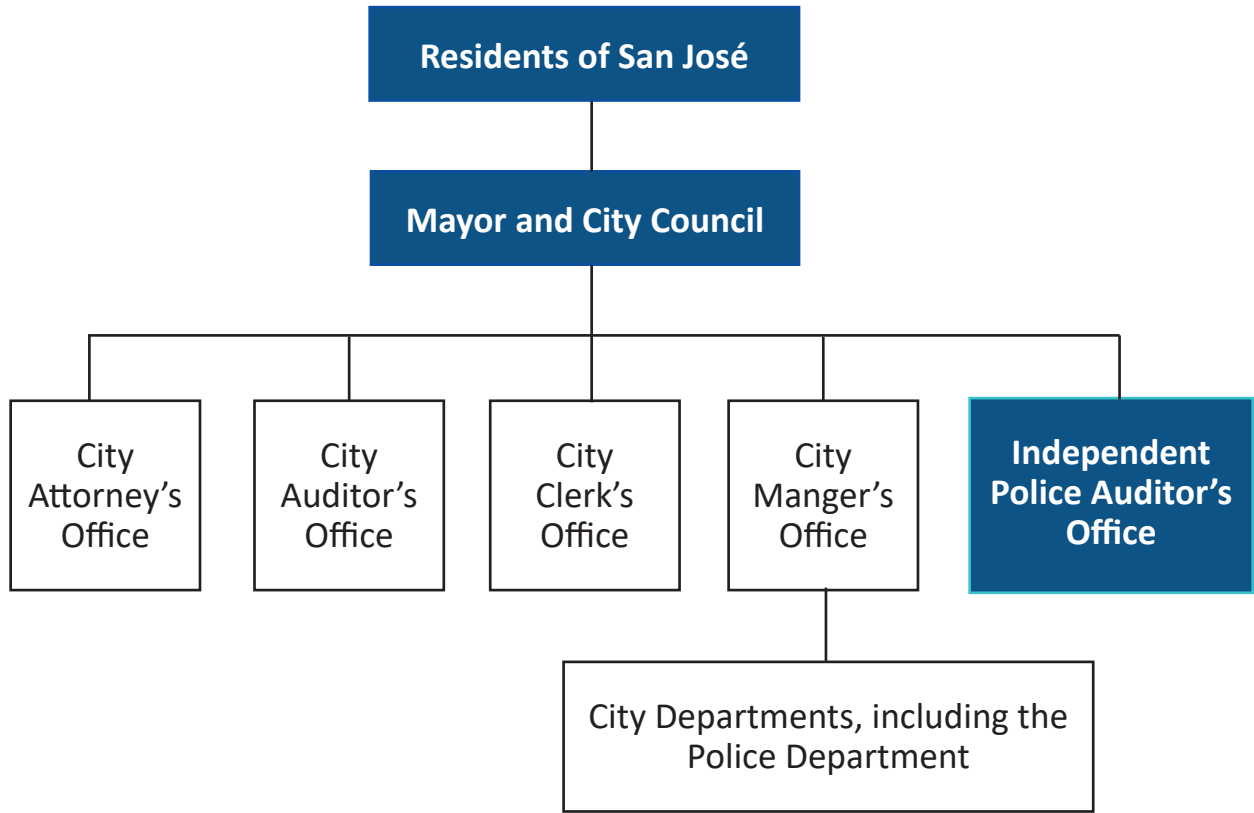 Residents of San José
Mayor and City Council
City
Attorney’s
Office
City
Auditor’s
Office
City
Clerk’s
Office
City
Manger’s
Office
Independent
Police Auditor’s
Office
City Departments, including the
Police Department